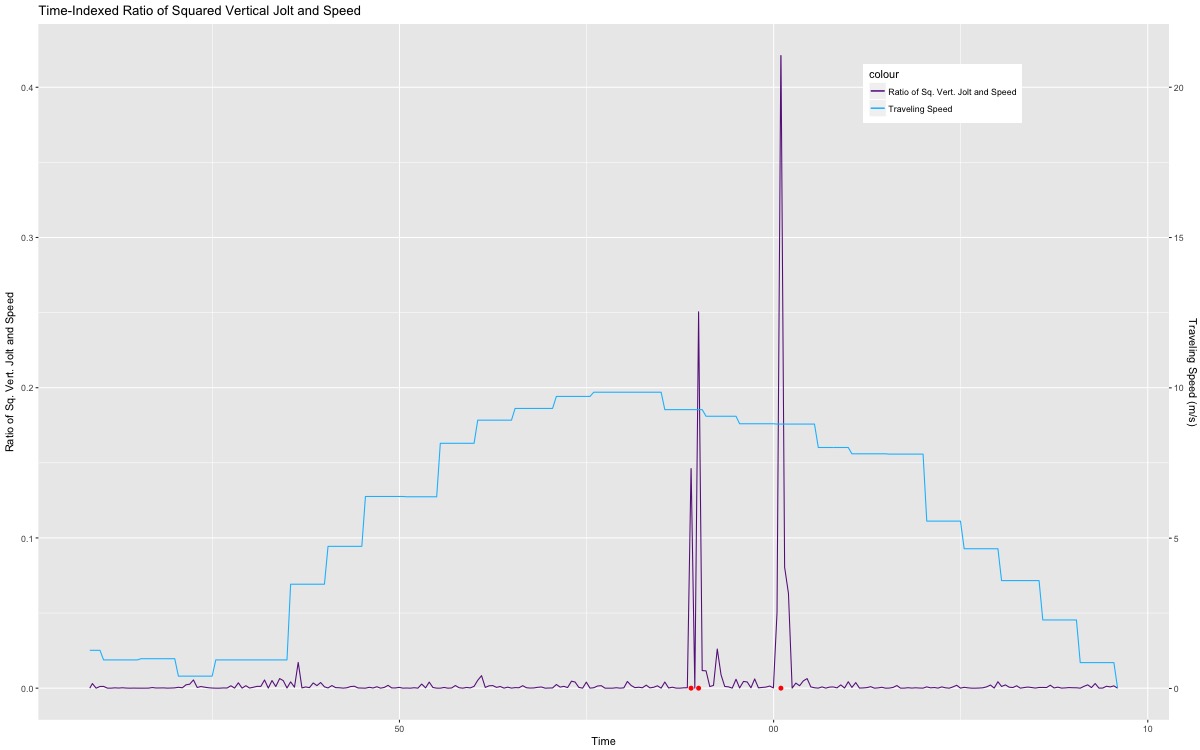 Time-Indexed Ratio of Squared Vertical Jolt and Speed
colour
Ratio of Sq. Vert. Jolt and Speed
Traveling Speed
0.4
0.3
0.2
0.1
0.0
Ratio of Sq. Vert. Jolt and Speed
20
15
10
5
0
Traveling Speed (m/s)
50
00
10
Time